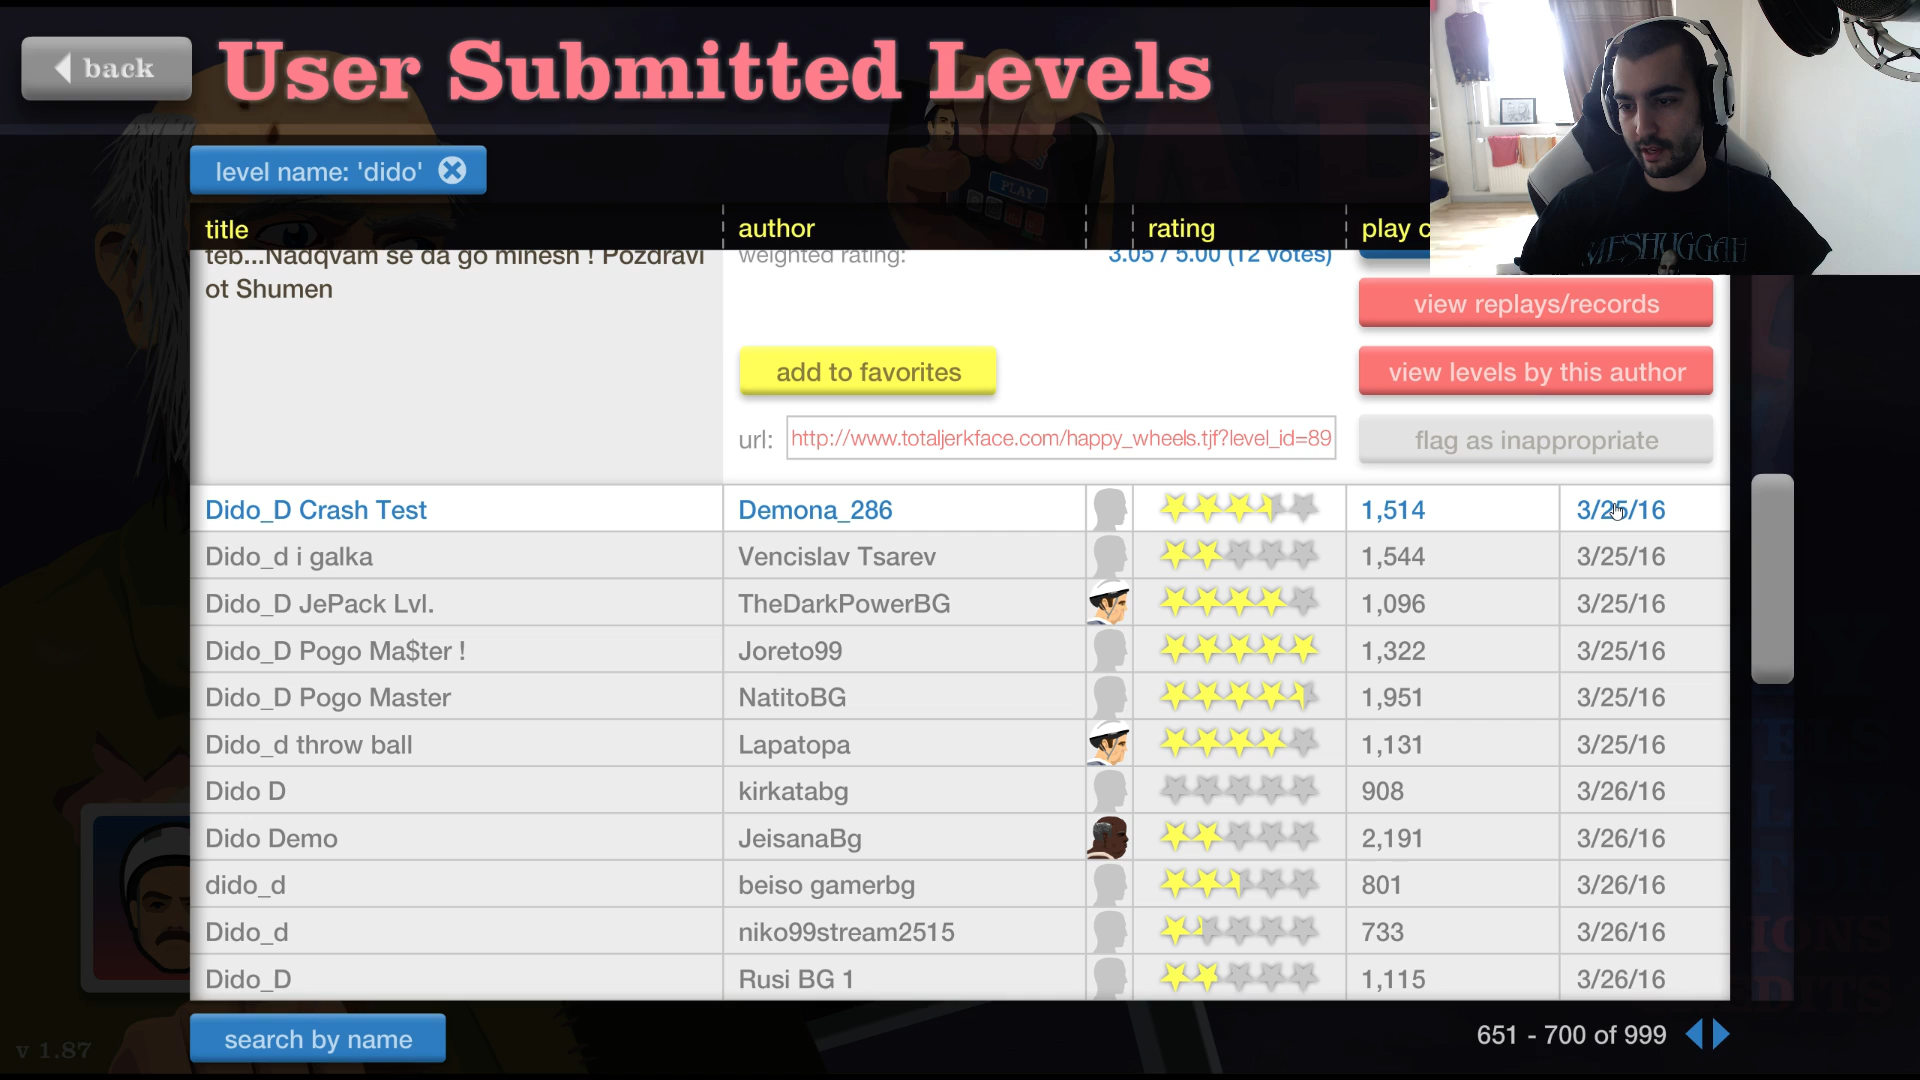 back
User Submitted Levels
level name: 'dido'
title
author
rating
play c
teb...Nadqvam se da go minesh ! Pozdravi
ot Shumen
weighted rating:
3.05 / 5.00 (12 votes)
view replays/records
add to favorites
view levels by this author
url:
http://www.totaljerkface.com/happy_wheels.tjf?level_id=89
flag as inappropriate
Dido_D Crash Test Demona_286 1,514 3/25/16
Dido_d i galka Vencislav Tsarev 1,544 3/25/16
Dido_D JePack Lvl. TheDarkPowerBG 1,096 3/25/16
Dido_D Pogo Ma$ter ! Joreto99 1,322 3/25/16
Dido_D Pogo Master NatitoBG 1,951 3/25/16
Dido_d throw ball Lapatopa 1,131 3/25/16
Dido D kirkatabg 908 3/26/16
Dido Demo JeisanaBg 2,191 3/26/16
dido_d beiso gamerbg 801 3/26/16
Dido_d niko99stream2515 733 3/26/16
Dido_D Rusi BG 1 1,115 3/26/16
search by name
651 - 700 of 999
v 1.87
MESHUGGAH
PLAY